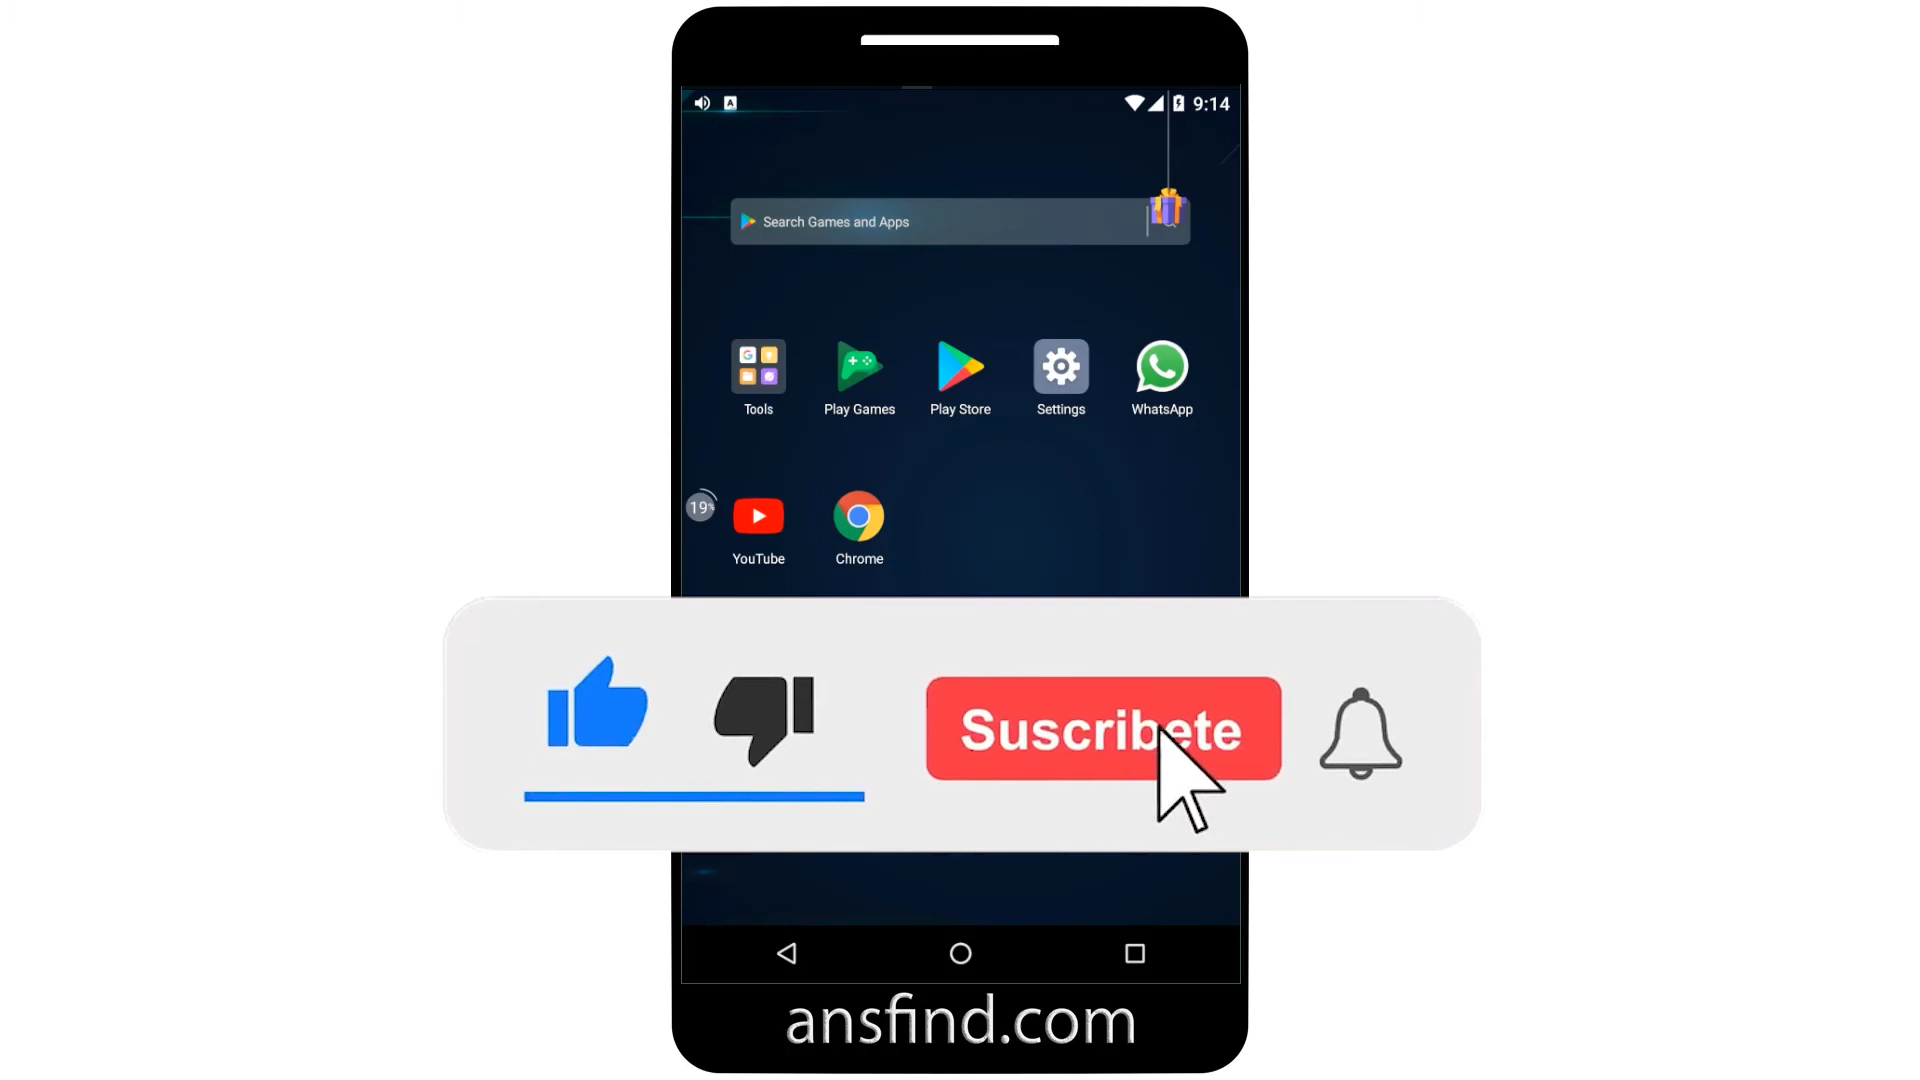 A 9:14
Search Games and Apps
Tools Play Games Play Store Settings WhatsApp
19%
YouTube Chrome
Suscribete
ansfind.com